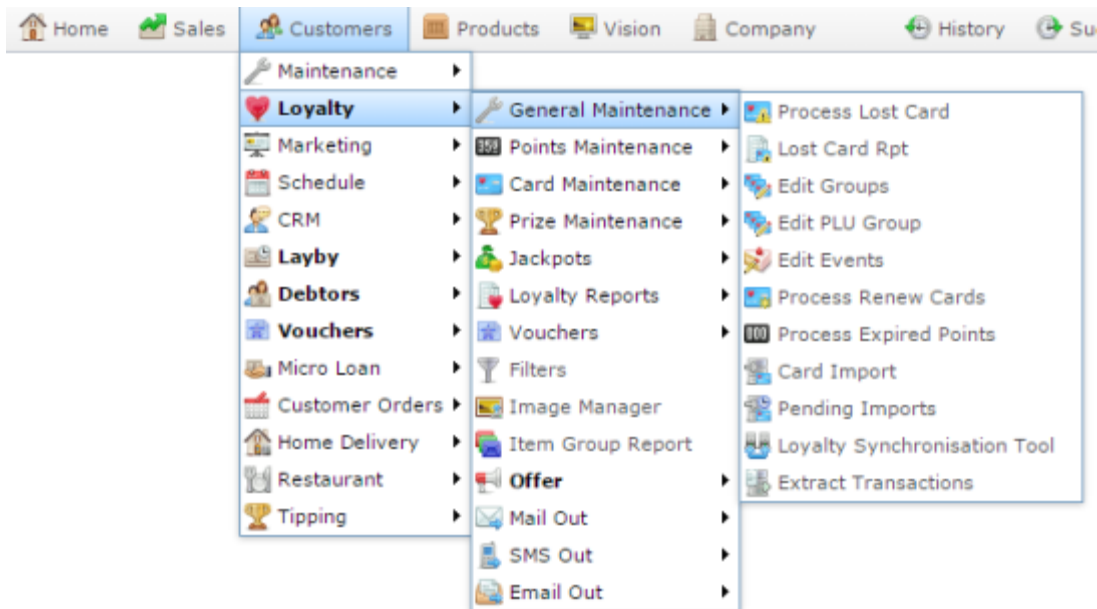 Home Sales Customers Products Vision Company History
Maintenance
Loyalty
Marketing
Schedule
CRM
Layby
Debtors
Vouchers
Micro Loan
Customer Orders
Home Delivery
Restaurant
Tipping
General Maintenance
Points Maintenance
Card Maintenance
Prize Maintenance
Jackpots
Loyalty Reports
Vouchers
Filters
Image Manager
Item Group Report
Offer
Mail Out
SMS Out
Email Out
Process Lost Card
Lost Card Rpt
Edit Groups
Edit PLU Group
Edit Events
Process Renew Cards
Process Expired Points
Card Import
Pending Imports
Loyalty Synchronisation Tool
Extract Transactions